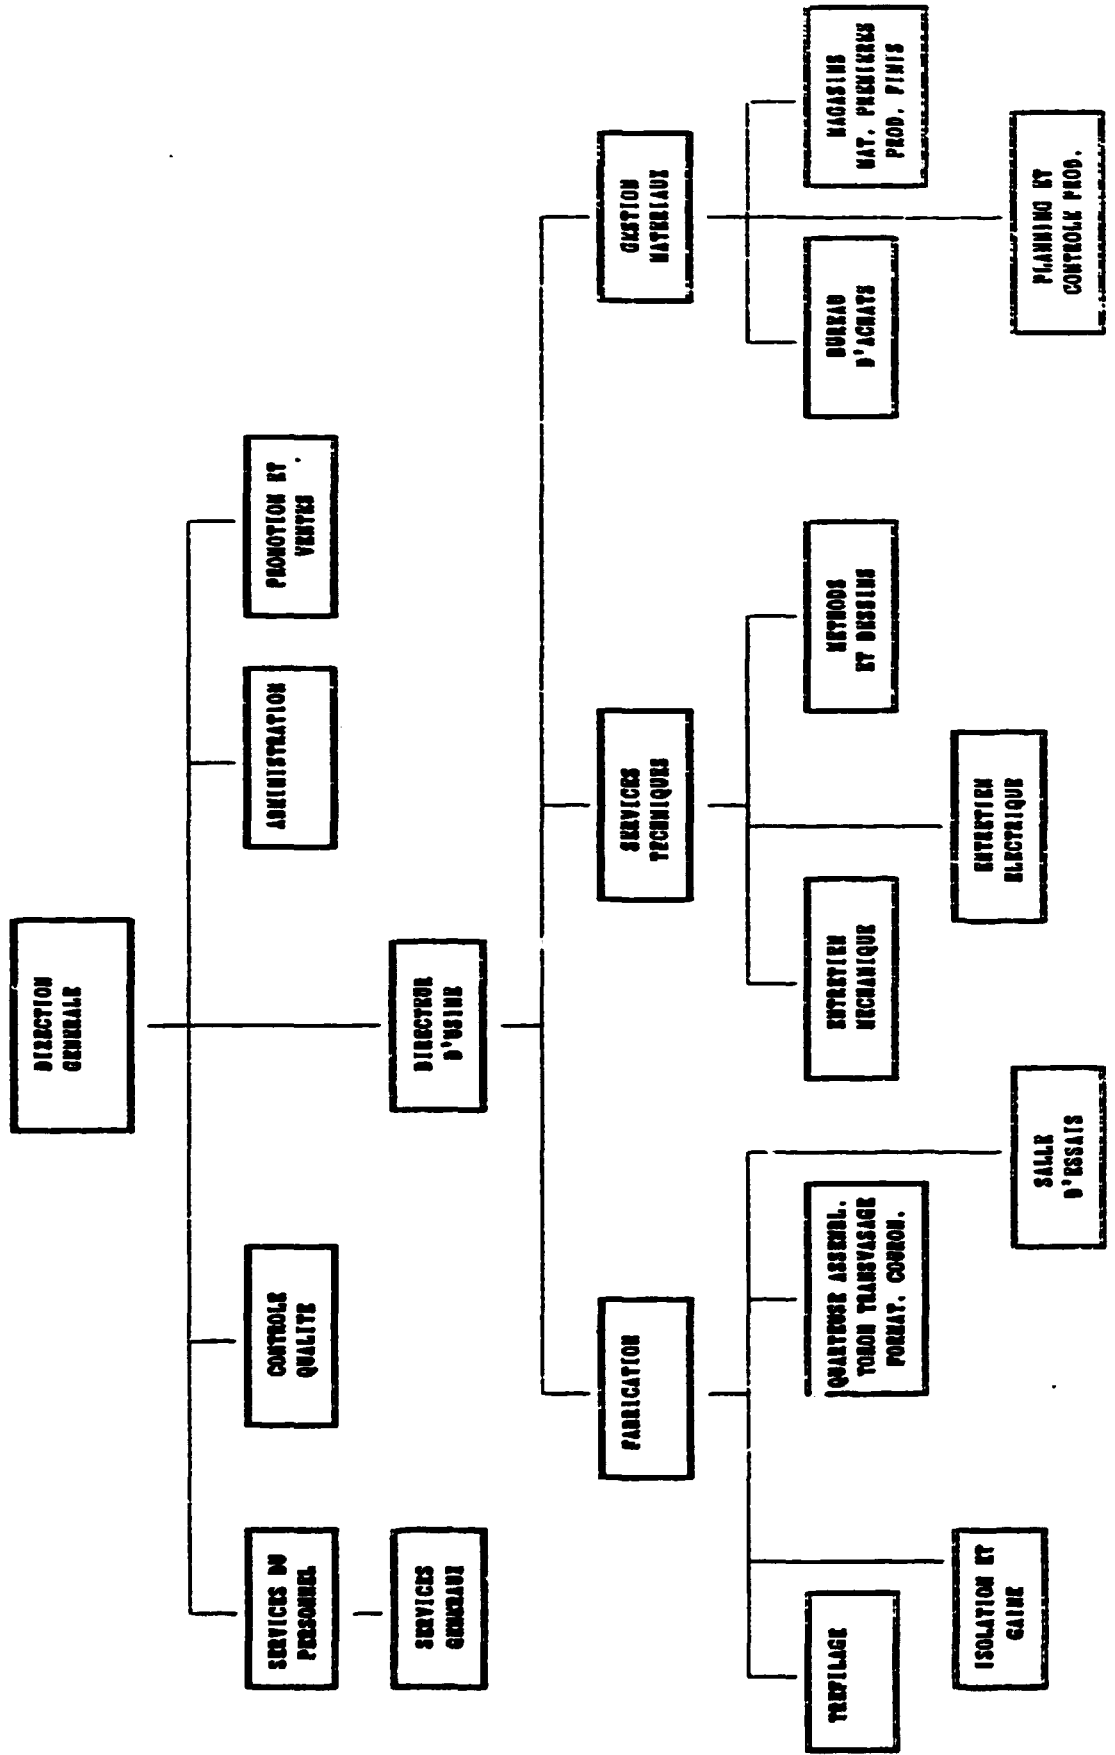 DIRECTION
GENERALE
SERVICES DU
PERSONNEL
CONTROLE
QUALITE
ADMINISTRATION
PROMOTION ET
VENTES
SERVICES
GENERAUX
DIRECTEUR
D'USINE
FABRICATION
SERVICES
TECHNIQUES
GESTION
MATERIAUX
TREFILAGE
QUARTEUSE ASSEMBL.
TORON TRANSVASAGE
FORMAT. COURON.
ENTRETIEN
MECHANIQUE
METHODS
ET DESSINS
BUREAU
D'ACHATS
MAGASINS
MAT. PREMIERES
PROD. FINIS
ISOLATION ET
GAINE
SALLE
D'ESSAIS
ENTRETIEN
ELECTRIQUE
PLANNING ET
CONTROLE PROD.